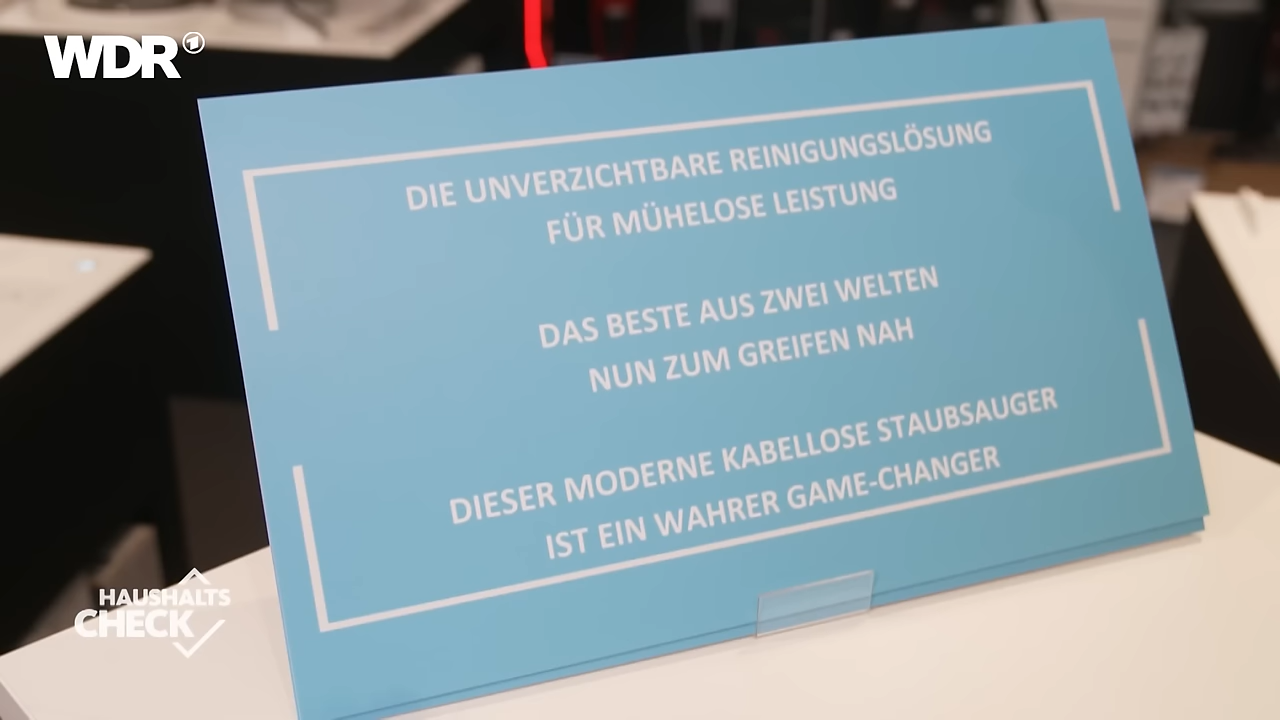 WDR
DIE UNVERZICHTBARE REINIGUNGSLÖSUNG
FÜR MÜHELOSE LEISTUNG
DAS BESTE AUS ZWEI WELTEN
NUN ZUM GREIFEN NAH
DIESER MODERNE KABELLOSE STAUBSAUGER
IST EIN WAHRER GAME-CHANGER
HAUSHALTS
CHECK